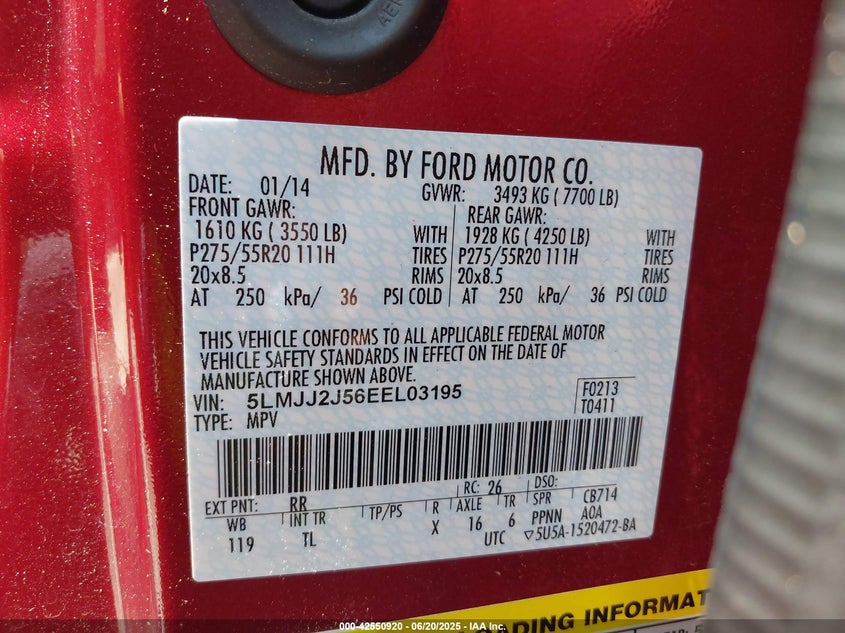 MFD. BY FORD MOTOR CO.
DATE: 01/14 GVWR: 3493 KG ( 7700 LB)
FRONT GAWR: REAR GAWR:
1610 KG ( 3550 LB) WITH 1928 KG ( 4250 LB) WITH
P275/55R20 111H TIRES P275/55R20 111H TIRES
20x8.5 RIMS 20x8.5 RIMS
AT 250 kPa/ 36 PSI COLD AT 250 kPa/ 36 PSI COLD
THIS VEHICLE CONFORMS TO ALL APPLICABLE FEDERAL MOTOR
VEHICLE SAFETY STANDARDS IN EFFECT ON THE DATE OF
MANUFACTURE SHOWN ABOVE.
VIN: 5LMJJ2J56EEL03195 F0213
TYPE: MPV T0411
EXT PNT: RR RC: 26 DSO:
WB INT TR TP/PS R AXLE TR SPR CB714
119 TL X 16 6 PPNN A0A
UTC ▽5U5A-1520472-BA
ADING INFORMAT
000-42550920 / 06/20/2025 - IAA Inc.